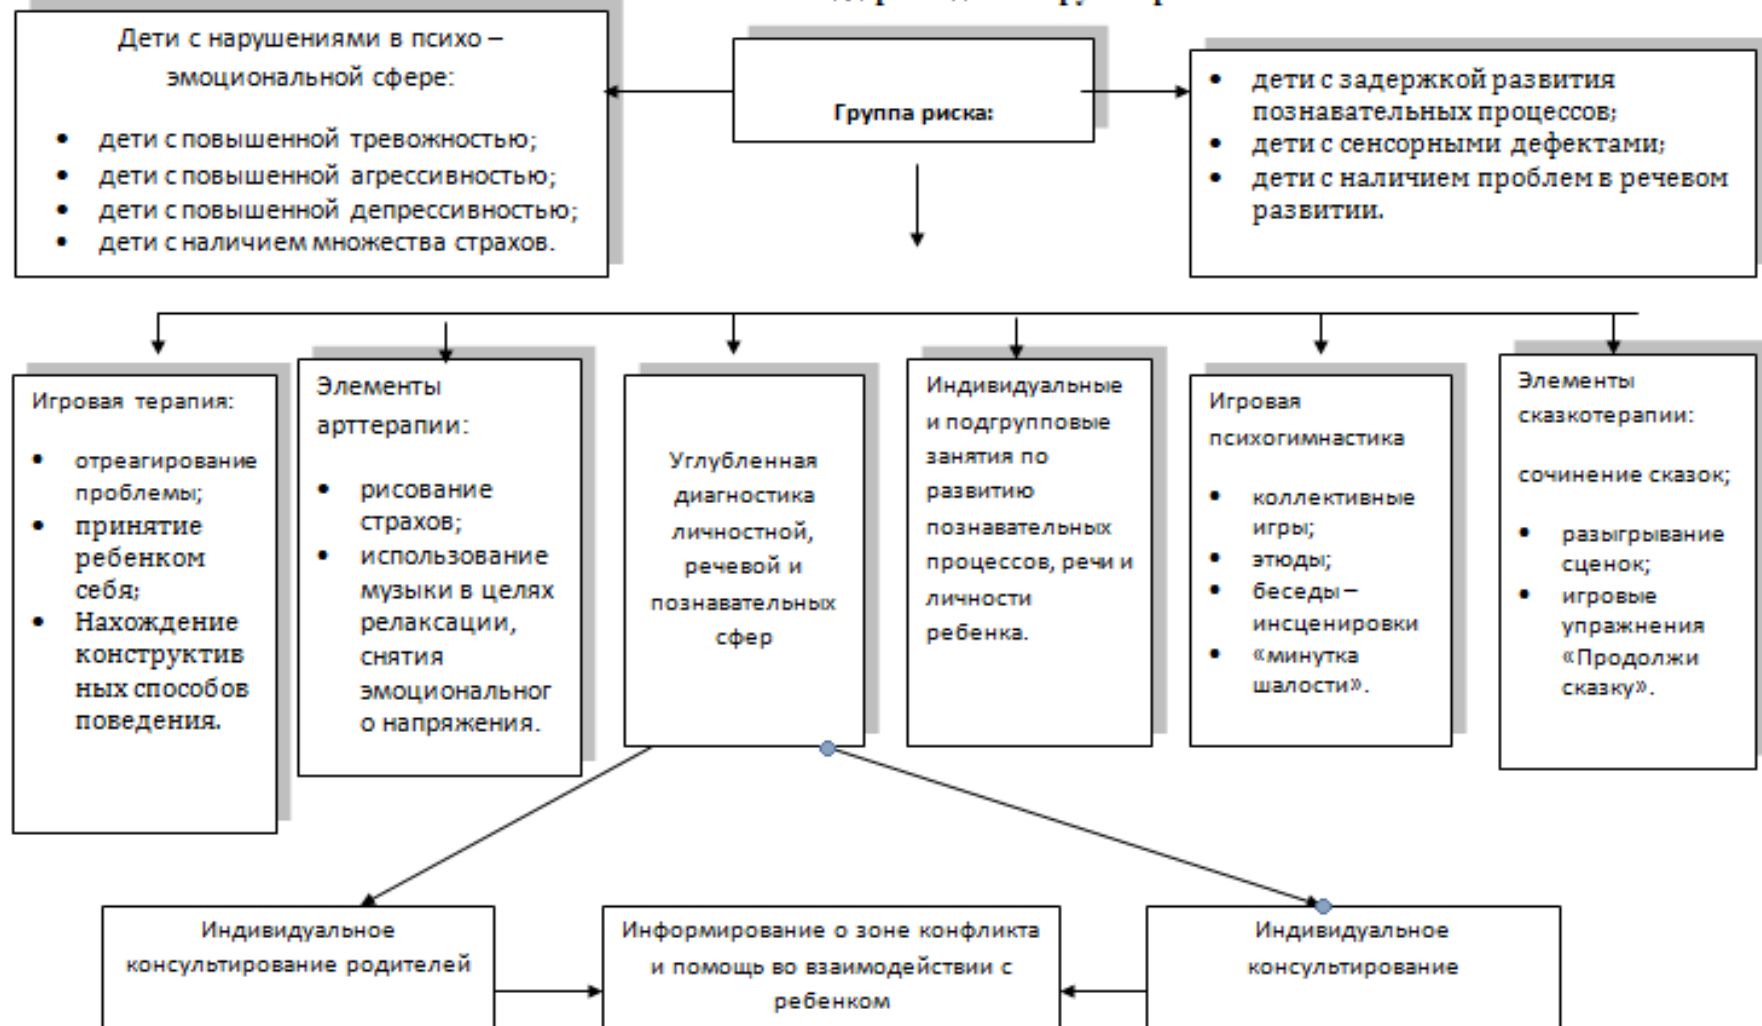 Дети с нарушениями в психо –
эмоциональной сфере:
• дети с повышенной тревожностью;
• дети с повышенной агрессивностью;
• дети с повышенной депрессивностью;
• дети с наличием множества страхов.
Группа риска:
• дети с задержкой развития
познавательных процессов;
• дети с сенсорными дефектами;
• дети с наличием проблем в речевом
развитии.
Игровая терапия:
• отреагирование
проблемы;
• принятие
ребенком
себя;
• Нахождение
конструктив
ных способов
поведения.
Элементы
арттерапии:
• рисование
страхов;
• использование
музыки в целях
релаксации,
снятия
эмоциональног
о напряжения.
Углубленная
диагностика
личностной,
речевой и
познавательных
сфер
Индивидуальные
и подгрупповые
занятия по
развитию
познавательных
процессов, речи и
личности
ребенка.
Игровая
психогимнастика
• коллективные
игры;
• этюды;
• беседы –
инсценировки
• «минутка
шалости».
Элементы
сказкотерапии:
сочинение сказок;
• разыгрывание
сценок;
• игровые
упражнения
«Продолжи
сказку».
Индивидуальное
консультирование родителей
Информирование о зоне конфликта
и помощь во взаимодействии с
ребенком
Индивидуальное
консультирование